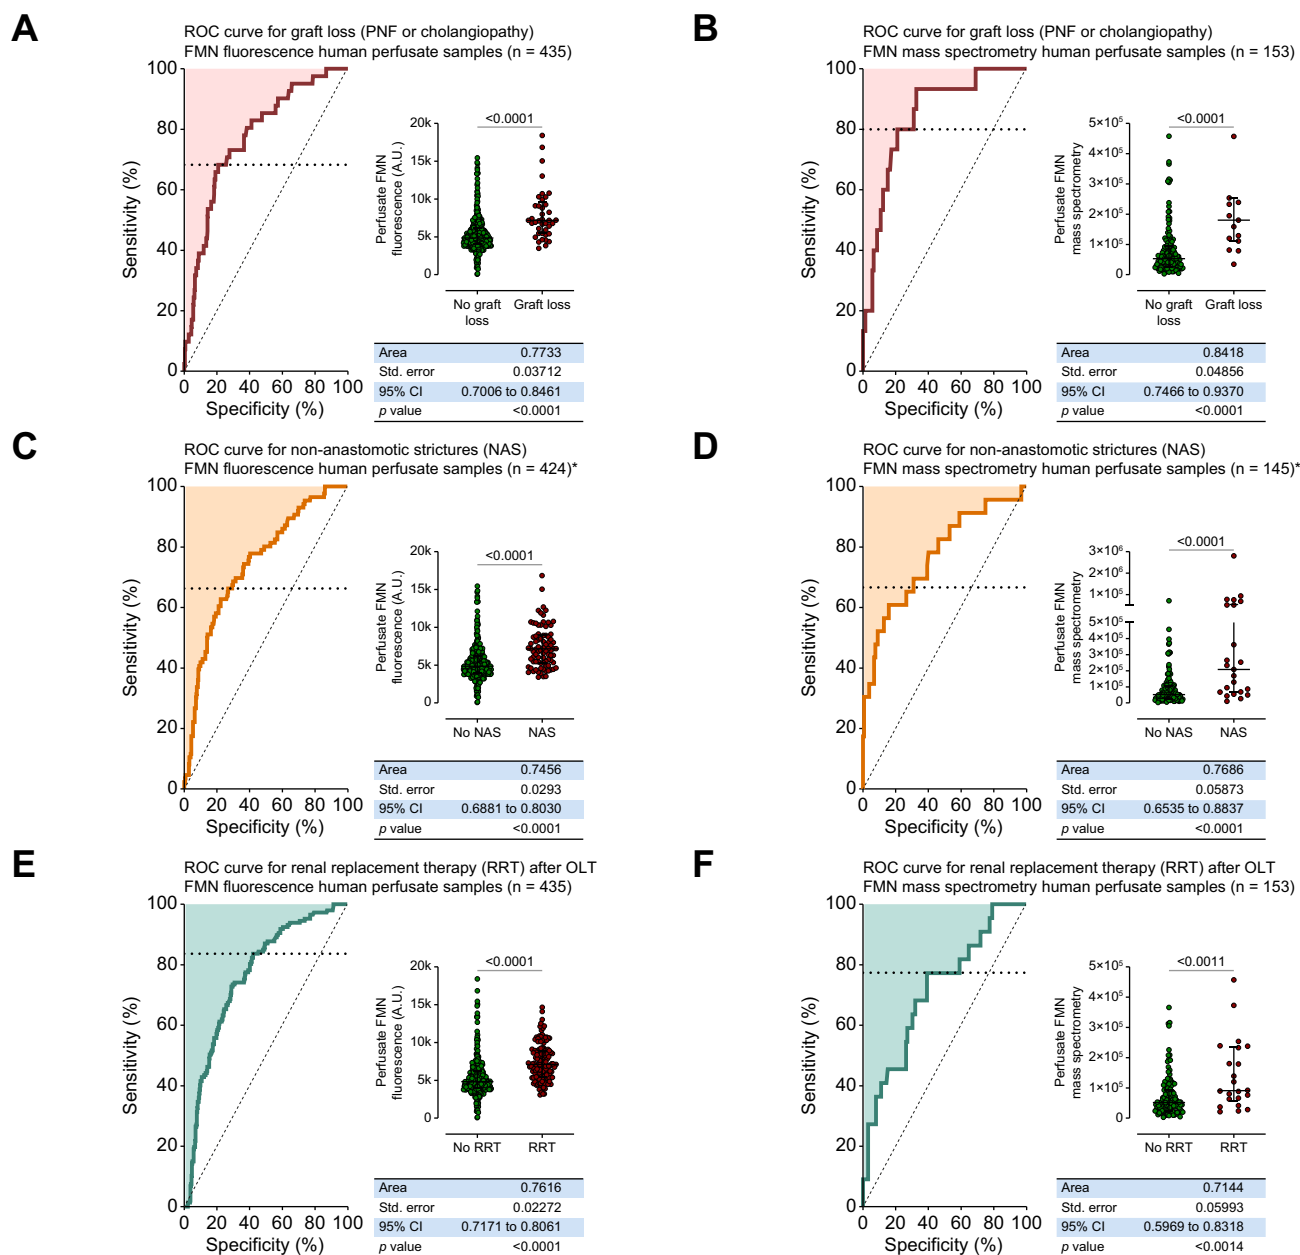 A
ROC curve for graft loss (PNF or cholangiopathy)
FMN fluorescence human perfusate samples (n = 435)
100
80
60
40
20
0
Sensitivity (%)
0 20 40 60 80 100
Specificity (%)
<0.0001
20k
15k
10k
5k
0
Perfusate FMN
fluorescence (A.U.)
No graft
loss
Graft loss
Area 0.7733
Std. error 0.03712
95% CI 0.7006 to 0.8461
p value <0.0001
B
ROC curve for graft loss (PNF or cholangiopathy)
FMN mass spectrometry human perfusate samples (n = 153)
100
80
60
40
20
0
Sensitivity (%)
0 20 40 60 80 100
Specificity (%)
<0.0001
5×10⁵
4×10⁵
3×10⁵
2×10⁵
1×10⁵
0
Perfusate FMN
mass spectrometry
No graft
loss
Graft loss
Area 0.8418
Std. error 0.04856
95% CI 0.7466 to 0.9370
p value <0.0001
C
ROC curve for non-anastomotic strictures (NAS)
FMN fluorescence human perfusate samples (n = 424)*
100
80
60
40
20
0
Sensitivity (%)
0 20 40 60 80 100
Specificity (%)
<0.0001
20k
15k
10k
5k
0
Perfusate FMN
fluorescence (A.U.)
No NAS
NAS
Area 0.7456
Std. error 0.0293
95% CI 0.6881 to 0.8030
p value <0.0001
D
ROC curve for non-anastomotic strictures (NAS)
FMN mass spectrometry human perfusate samples (n = 145)*
100
80
60
40
20
0
Sensitivity (%)
0 20 40 60 80 100
Specificity (%)
<0.0001
3×10⁶
2×10⁶
1×10⁶
5×10⁵
5×10⁵
4×10⁵
3×10⁵
2×10⁵
1×10⁵
0
Perfusate FMN
mass spectrometry
No NAS
NAS
Area 0.7686
Std. error 0.05873
95% CI 0.6535 to 0.8837
p value <0.0001
E
ROC curve for renal replacement therapy (RRT) after OLT
FMN fluorescence human perfusate samples (n = 435)
100
80
60
40
20
0
Sensitivity (%)
0 20 40 60 80 100
Specificity (%)
<0.0001
20k
15k
10k
5k
0
Perfusate FMN
fluorescence (A.U.)
No RRT
RRT
Area 0.7616
Std. error 0.02272
95% CI 0.7171 to 0.8061
p value <0.0001
F
ROC curve for renal replacement therapy (RRT) after OLT
FMN mass spectrometry human perfusate samples (n = 153)
100
80
60
40
20
0
Sensitivity (%)
0 20 40 60 80 100
Specificity (%)
<0.0011
5×10⁵
4×10⁵
3×10⁵
2×10⁵
1×10⁵
0
Perfusate FMN
mass spectrometry
No RRT
RRT
Area 0.7144
Std. error 0.05993
95% CI 0.5969 to 0.8318
p value <0.0014